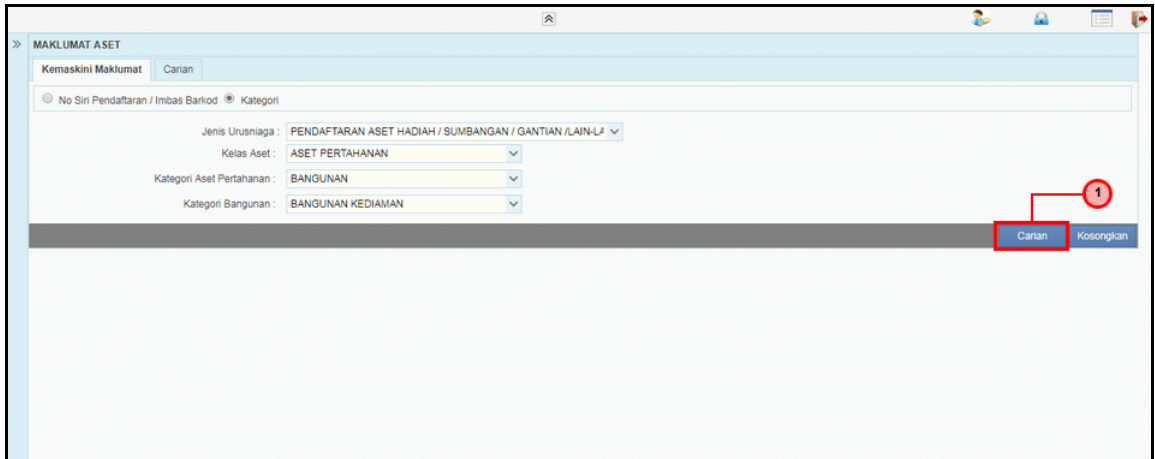 MAKLUMAT ASET
Kemaskini Maklumat Carian
No Siri Pendaftaran / Imbas Barkod Kategori
Jenis Urusniaga : PENDAFTARAN ASET HADIAH / SUMBANGAN / GANTIAN /LAIN-LA
Kelas Aset : ASET PERTAHANAN
Kategori Aset Pertahanan : BANGUNAN
Kategori Bangunan : BANGUNAN KEDIAMAN
1
Carian Kosongkan